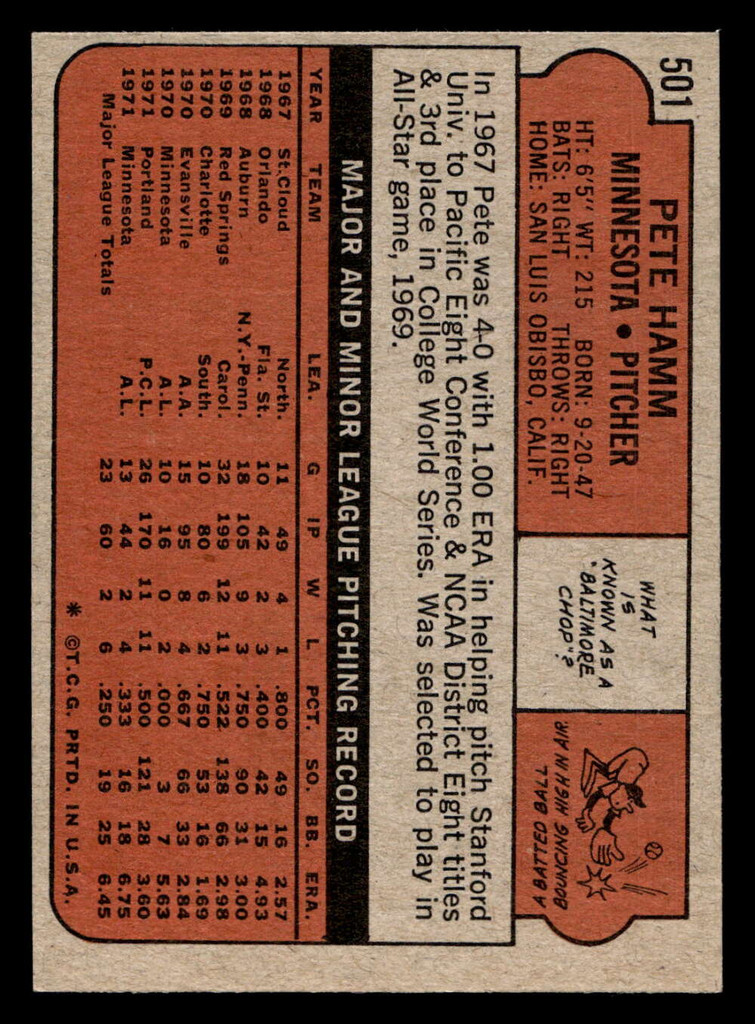 501
PETE HAMM
MINNESOTA • PITCHER
HT: 6'5" WT: 215 BORN: 9-20-47
BATS: RIGHT THROWS: RIGHT
HOME: SAN LUIS OBISBO, CALIF.
WHAT
IS
KNOWN AS A
"BALTIMORE
CHOP"?
A BATTED BALL
BOUNCING HIGH IN AIR
In 1967 Pete was 4-0 with 1.00 ERA in helping pitch Stanford
Univ. to Pacific Eight Conference & NCAA District Eight titles
& 3rd place in College World Series. Was selected to play in
All-Star game, 1969.
MAJOR AND MINOR LEAGUE PITCHING RECORD
YEAR TEAM LEA. G IP W L PCT. SO. BB. ERA.
1967 St. Cloud North. 11 49 4 1 .800 49 16 2.57
1968 Orlando Fla. St. 10 42 2 3 .400 42 15 4.93
1968 Auburn N.Y.-Penn. 18 105 9 3 .750 90 31 3.00
1969 Red Springs Carol. 32 199 12 11 .522 138 66 2.98
1970 Charlotte South. 10 80 6 2 .750 53 16 1.69
1970 Evansville A.A. 15 95 8 4 .667 66 33 2.84
1970 Minnesota A.L. 10 16 0 2 .000 3 7 5.63
1971 Portland P.C.L. 26 170 11 11 .500 121 28 3.60
1971 Minnesota A.L. 13 44 2 4 .333 16 18 6.75
Major League Totals 23 60 2 6 .250 19 25 6.45
* ©T.C.G. PRTD. IN U.S.A.